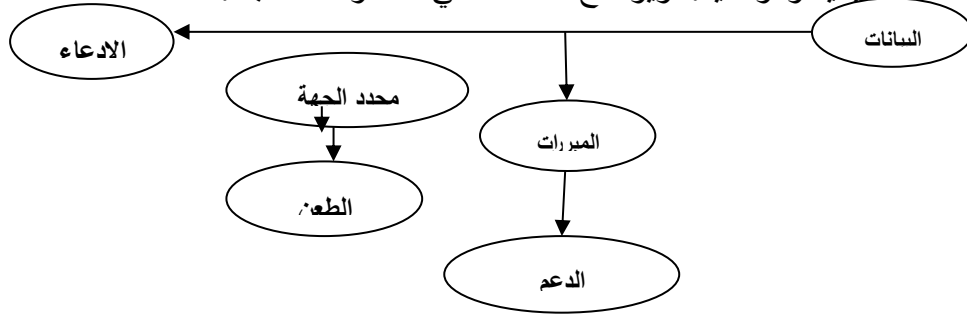 البيانات
الادعاء
محدد الجهة
المبررات
الطعن
الدعم